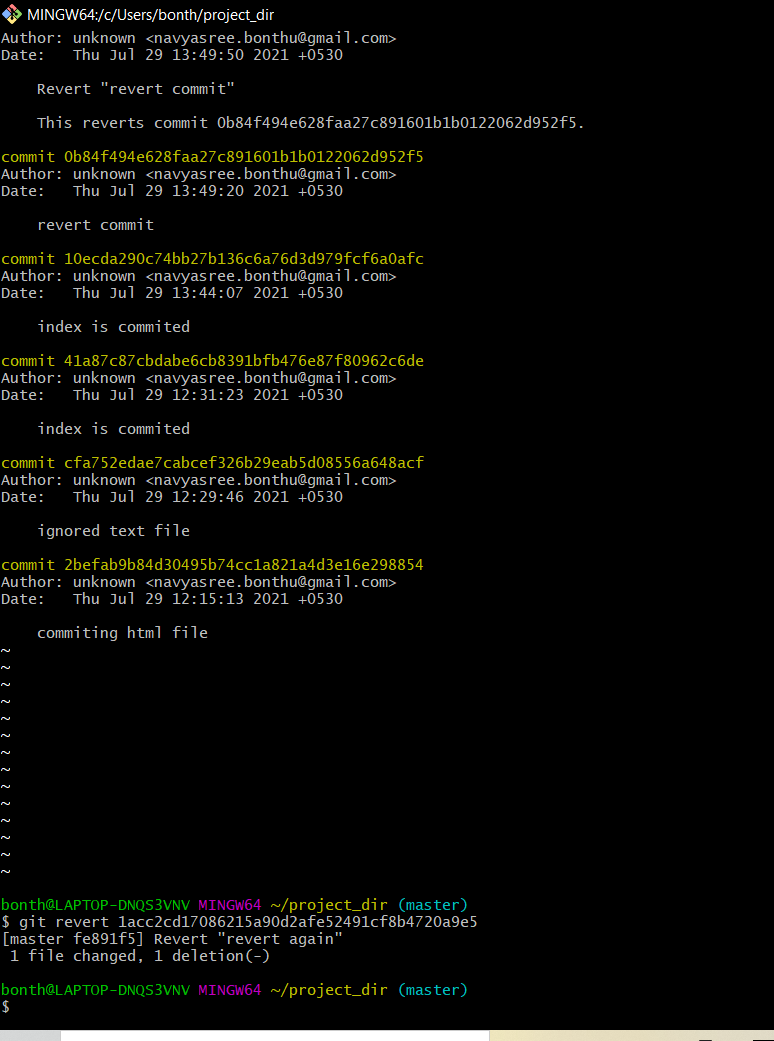 MINGW64:/c/Users/bonth/project_dir
Author: unknown <navyasree.bonthu@gmail.com>
Date:   Thu Jul 29 13:49:50 2021 +0530
    Revert "revert commit"
    This reverts commit 0b84f494e628faa27c891601b1b0122062d952f5.
commit 0b84f494e628faa27c891601b1b0122062d952f5
Author: unknown <navyasree.bonthu@gmail.com>
Date:   Thu Jul 29 13:49:20 2021 +0530
    revert commit
commit 10ecda290c74bb27b136c6a76d3d979fcf6a0afc
Author: unknown <navyasree.bonthu@gmail.com>
Date:   Thu Jul 29 13:44:07 2021 +0530
    index is commited
commit 41a87c87cbdabe6cb8391bfb476e87f80962c6de
Author: unknown <navyasree.bonthu@gmail.com>
Date:   Thu Jul 29 12:31:23 2021 +0530
    index is commited
commit cfa752edae7cabcef326b29eab5d08556a648acf
Author: unknown <navyasree.bonthu@gmail.com>
Date:   Thu Jul 29 12:29:46 2021 +0530
    ignored text file
commit 2befab9b84d30495b74cc1a821a4d3e16e298854
Author: unknown <navyasree.bonthu@gmail.com>
Date:   Thu Jul 29 12:15:13 2021 +0530
    commiting html file
~
~
~
~
~
~
~
~
~
~
~
~
~
~
bonth@LAPTOP-DNQS3VNV MINGW64 ~/project_dir (master)
$ git revert 1acc2cd17086215a90d2afe52491cf8b4720a9e5
[master fe891f5] Revert "revert again"
 1 file changed, 1 deletion(-)
bonth@LAPTOP-DNQS3VNV MINGW64 ~/project_dir (master)
$